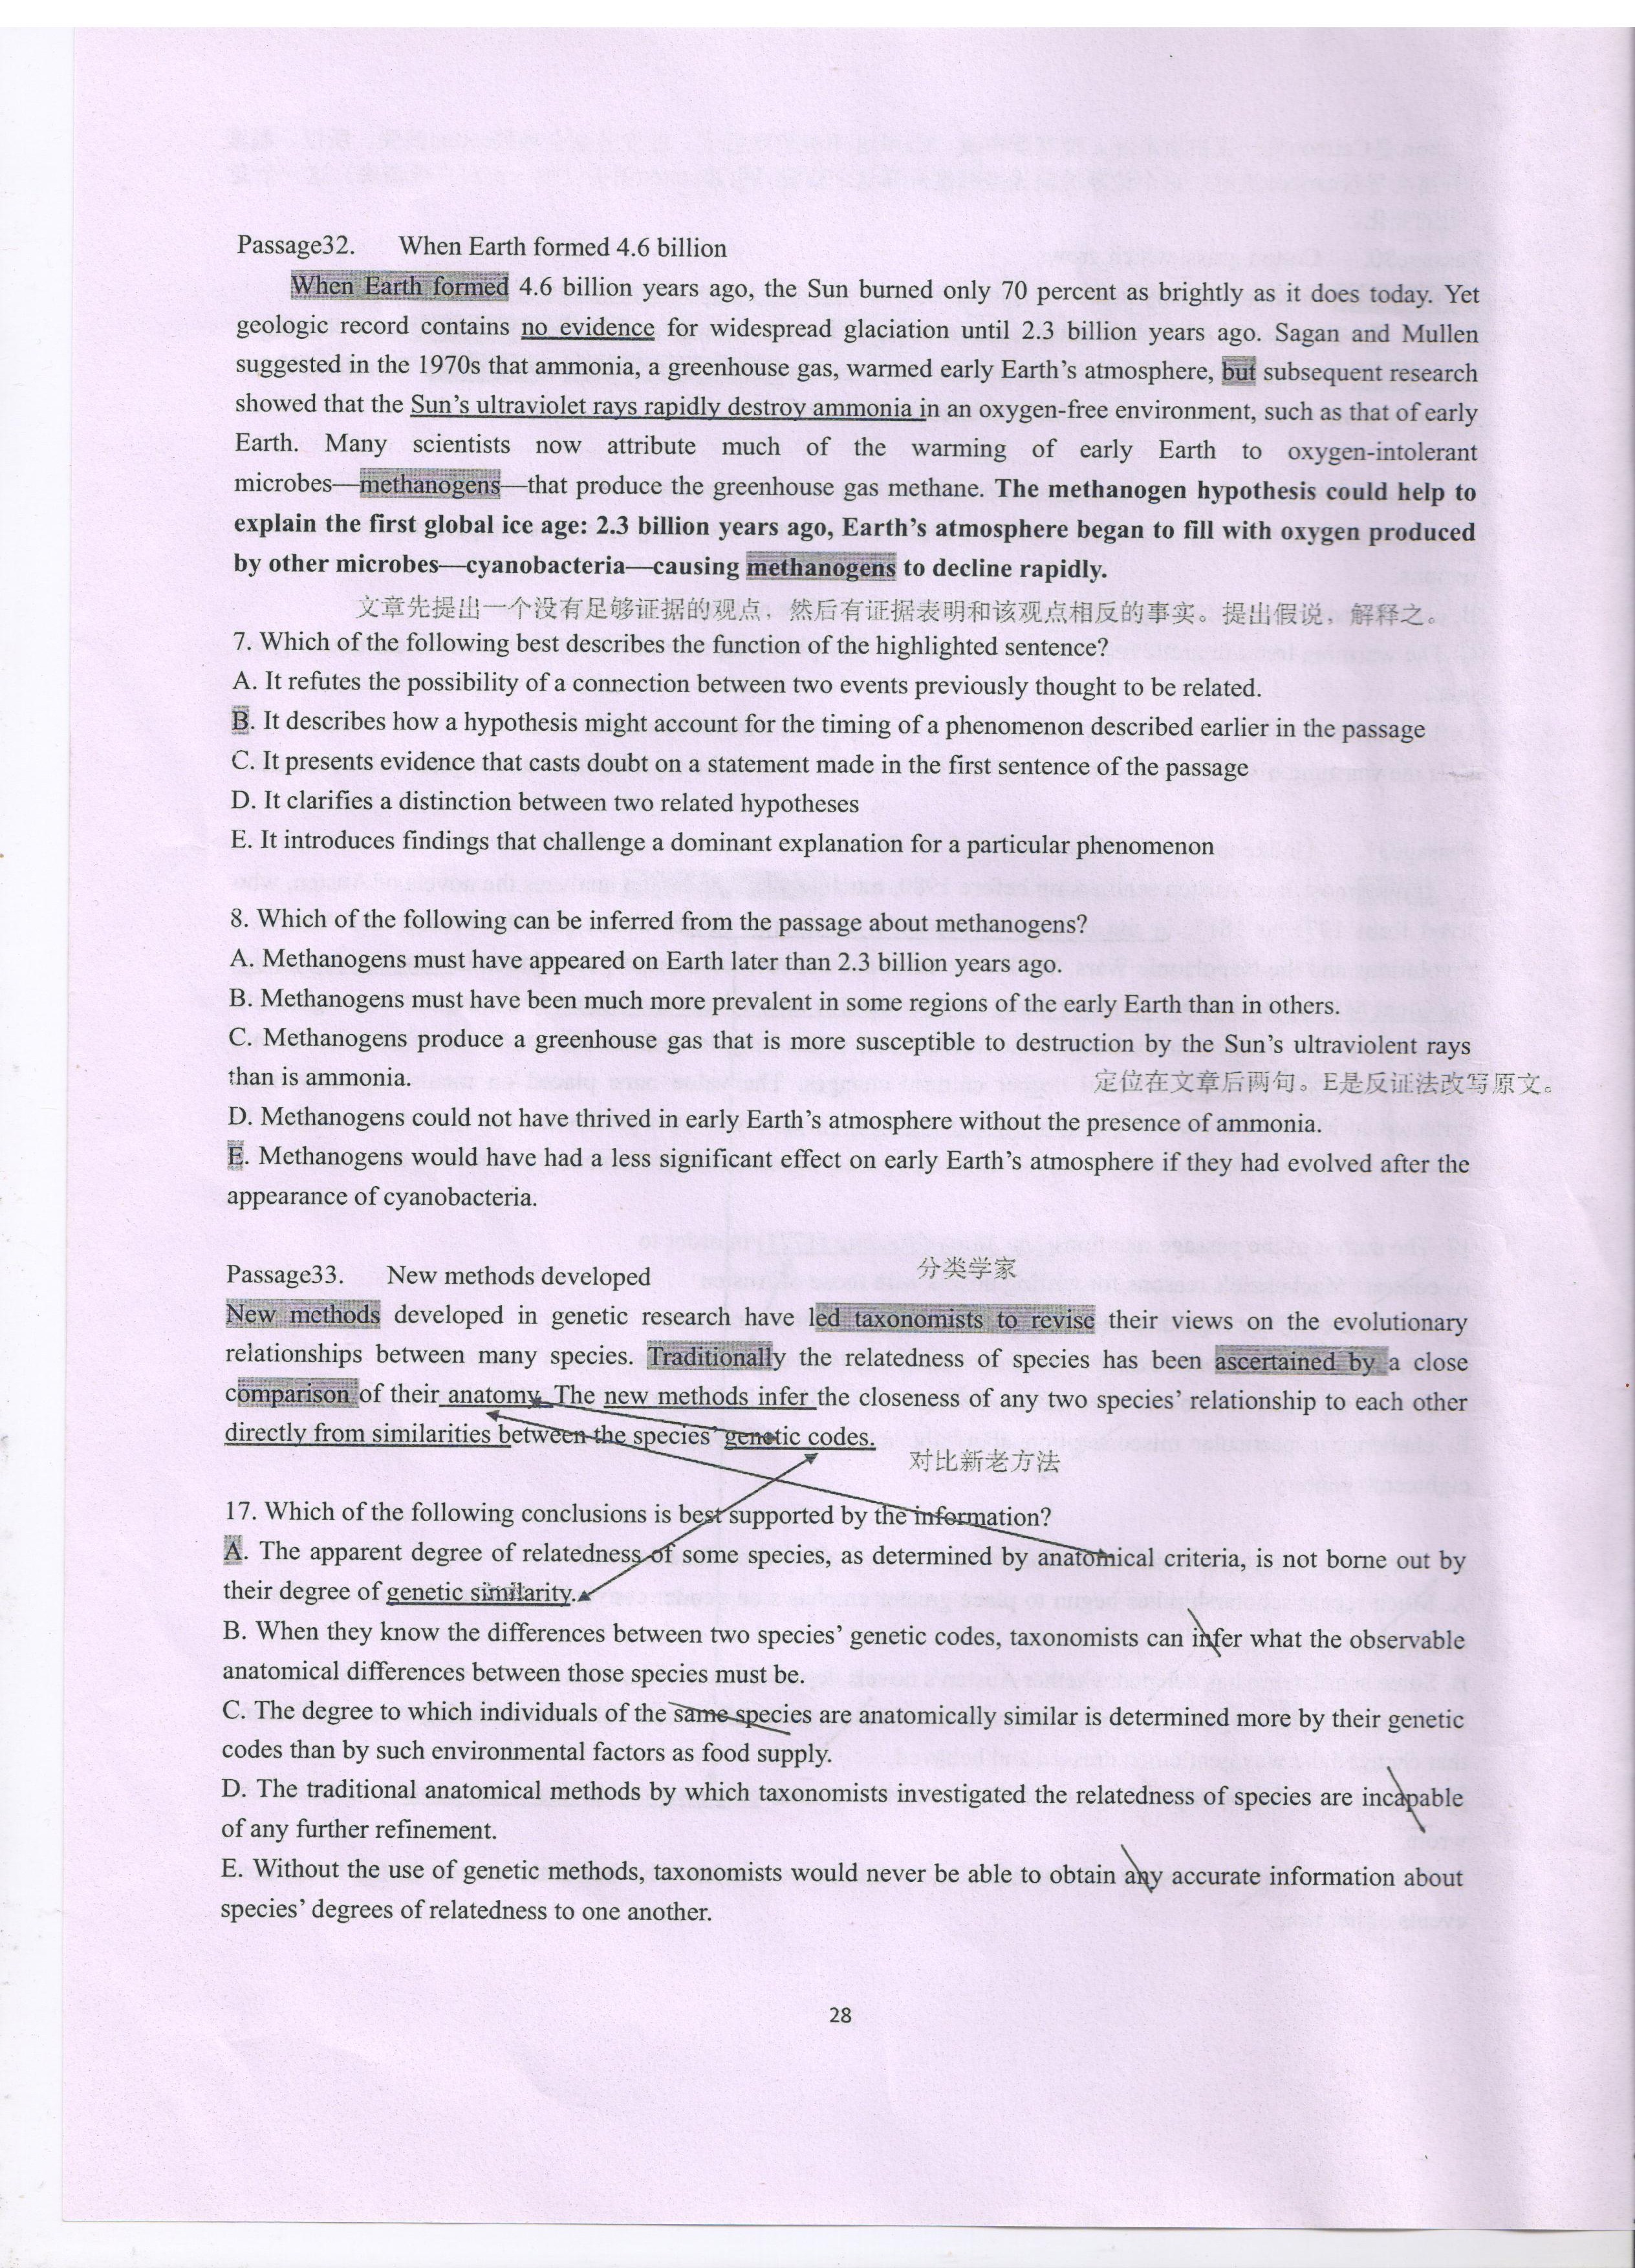 Passage32. When Earth formed 4.6 billion
When Earth formed 4.6 billion years ago, the Sun burned only 70 percent as brightly as it does today. Yet
geologic record contains no evidence for widespread glaciation until 2.3 billion years ago. Sagan and Mullen
suggested in the 1970s that ammonia, a greenhouse gas, warmed early Earth's atmosphere, but subsequent research
showed that the Sun's ultraviolet rays rapidly destroy ammonia in an oxygen-free environment, such as that of early
Earth. Many scientists now attribute much of the warming of early Earth to oxygen-intolerant
microbes—methanogens—that produce the greenhouse gas methane. The methanogen hypothesis could help to
explain the first global ice age: 2.3 billion years ago, Earth's atmosphere began to fill with oxygen produced
by other microbes—cyanobacteria—causing methanogens to decline rapidly.
文章先提出一个没有足够证据的观点，然后有证据表明和该观点相反的事实。提出假说，解释之。
7. Which of the following best describes the function of the highlighted sentence?
A. It refutes the possibility of a connection between two events previously thought to be related.
B. It describes how a hypothesis might account for the timing of a phenomenon described earlier in the passage
C. It presents evidence that casts doubt on a statement made in the first sentence of the passage
D. It clarifies a distinction between two related hypotheses
E. It introduces findings that challenge a dominant explanation for a particular phenomenon
8. Which of the following can be inferred from the passage about methanogens?
A. Methanogens must have appeared on Earth later than 2.3 billion years ago.
B. Methanogens must have been much more prevalent in some regions of the early Earth than in others.
C. Methanogens produce a greenhouse gas that is more susceptible to destruction by the Sun's ultraviolent rays
than is ammonia. 定位在文章后两句。E是反证法改写原文。
D. Methanogens could not have thrived in early Earth's atmosphere without the presence of ammonia.
E. Methanogens would have had a less significant effect on early Earth's atmosphere if they had evolved after the
appearance of cyanobacteria.
Passage33. New methods developed 分类学家
New methods developed in genetic research have led taxonomists to revise their views on the evolutionary
relationships between many species. Traditionally the relatedness of species has been ascertained by a close
comparison of their anatomy. The new methods infer the closeness of any two species' relationship to each other
directly from similarities between the species' genetic codes.
对比新老方法
17. Which of the following conclusions is best supported by the information?
A. The apparent degree of relatedness of some species, as determined by anatomical criteria, is not borne out by
their degree of genetic similarity.
B. When they know the differences between two species' genetic codes, taxonomists can infer what the observable
anatomical differences between those species must be.
C. The degree to which individuals of the same species are anatomically similar is determined more by their genetic
codes than by such environmental factors as food supply.
D. The traditional anatomical methods by which taxonomists investigated the relatedness of species are incapable
of any further refinement.
E. Without the use of genetic methods, taxonomists would never be able to obtain any accurate information about
species' degrees of relatedness to one another.
28